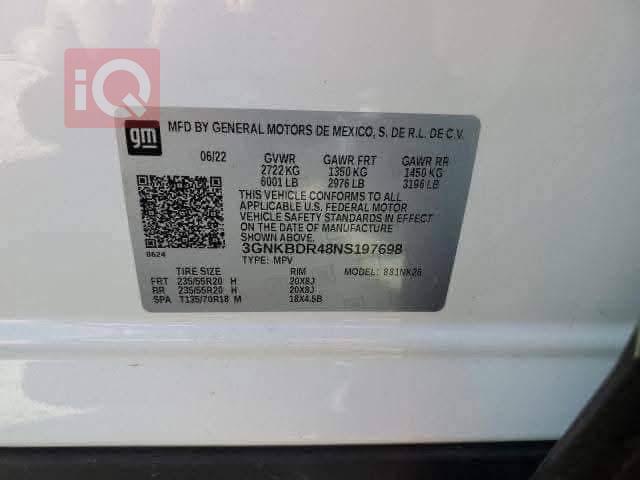 iQ
gm
MFD BY GENERAL MOTORS DE MEXICO, S. DE R.L. DE C.V.
06/22 GVWR GAWR FRT GAWR RR
2722 KG 1350 KG 1450 KG
6001 LB 2976 LB 3196 LB
THIS VEHICLE CONFORMS TO ALL
APPLICABLE U.S. FEDERAL MOTOR
VEHICLE SAFETY STANDARDS IN EFFECT
ON THE DATE OF MANUFACTURE
SHOWN ABOVE.
3GNKBDR48NS197698
0624 TYPE: MPV MODEL: 881NK26
TIRE SIZE RIM
FRT 235/55R20 H 20X8J
RR 235/55R20 H 20X8J
SPA T135/70R18 M 18X4.5B